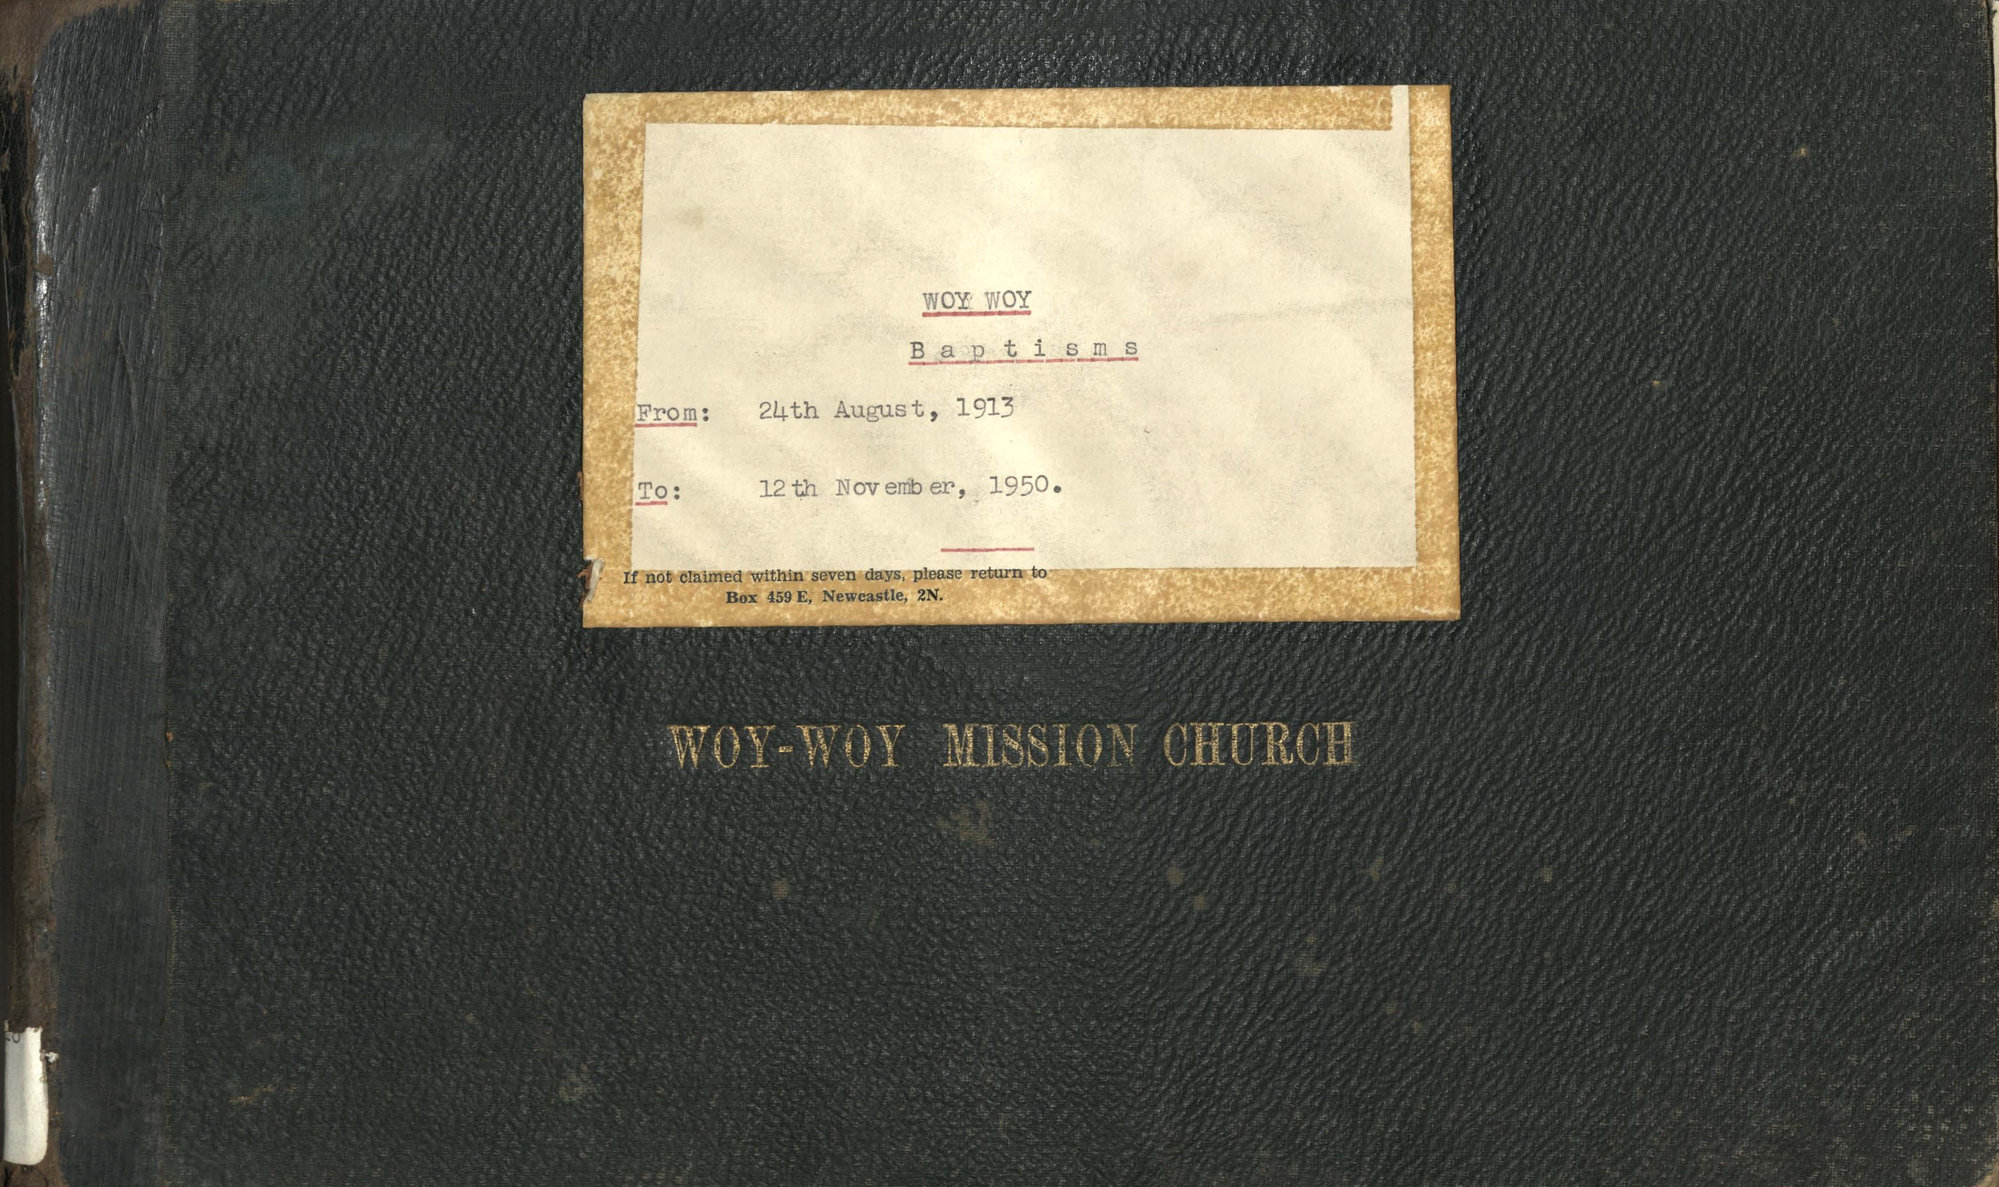 WOY WOY
Baptisms
From: 24th August, 1913
To: 12th November, 1950.
If not claimed within seven days, please return to
Box 459 E, Newcastle, 2N.
WOY-WOY MISSION CHURCH